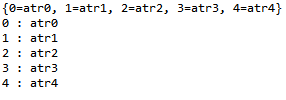 {0=atr0, 1=atr1, 2=atr2, 3=atr3, 4=atr4}
0 : atr0
1 : atr1
2 : atr2
3 : atr3
4 : atr4